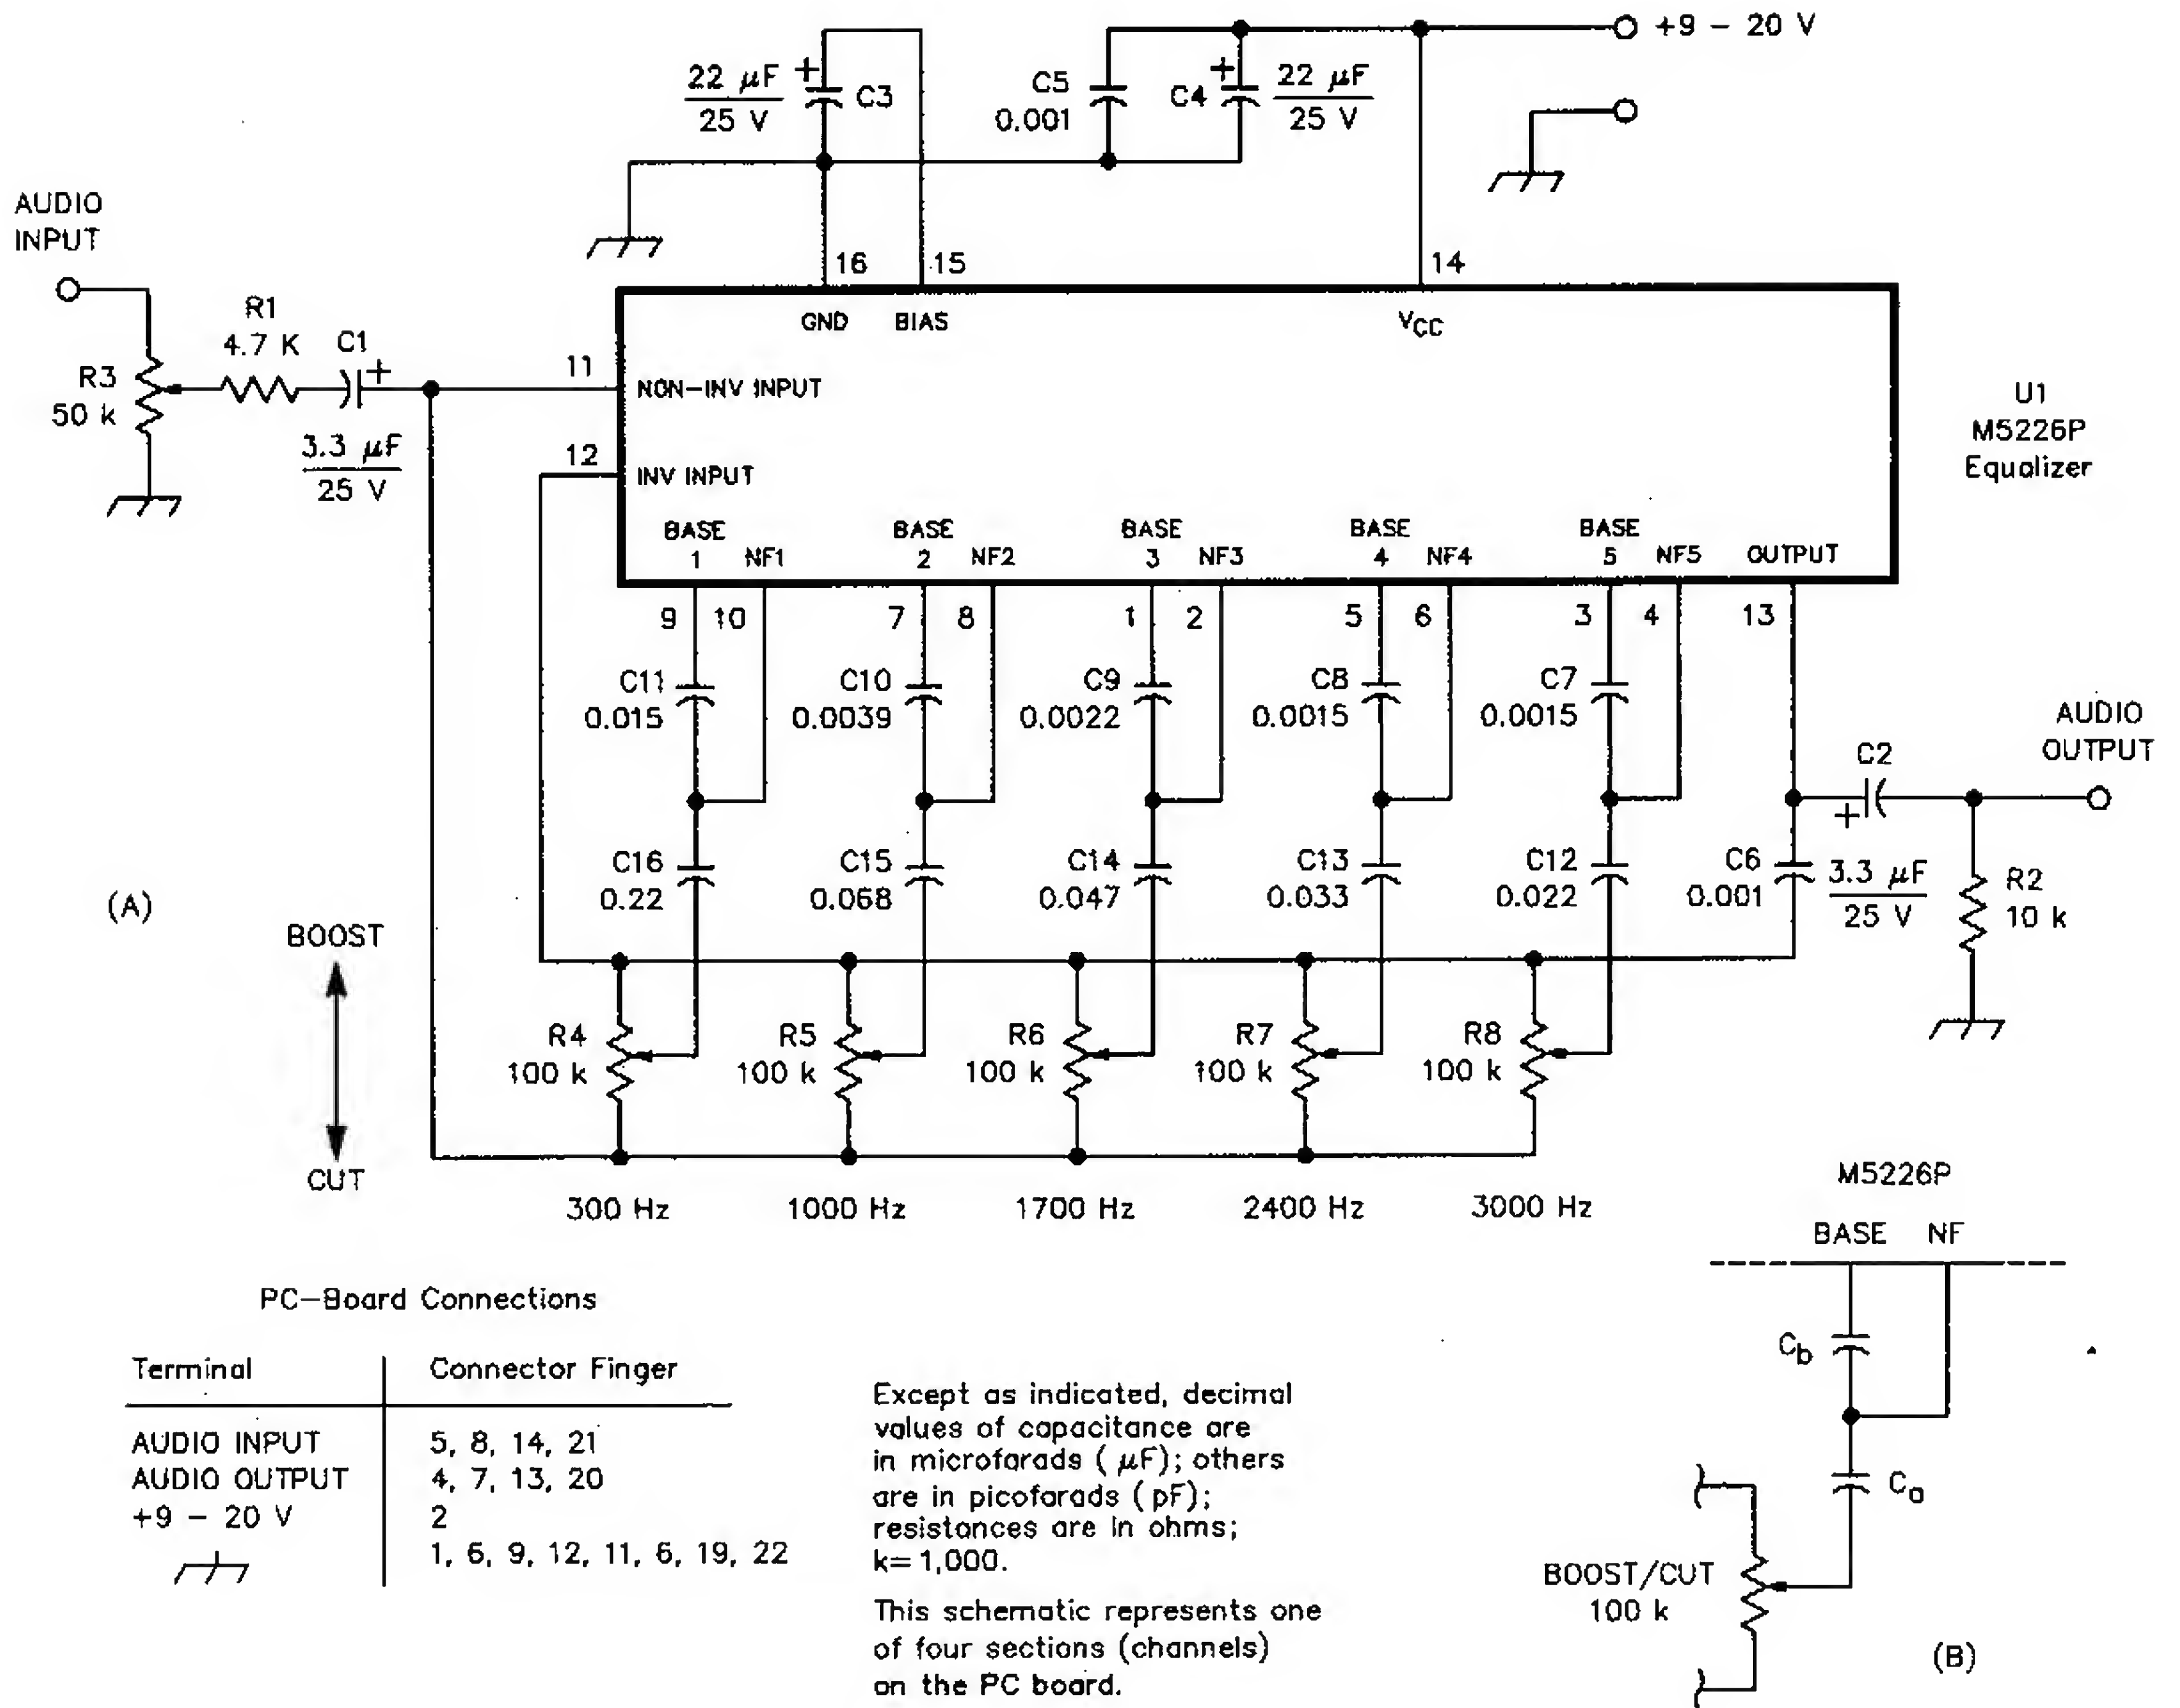 +9 – 20 V
22 µF
25 V
+
C3
C5
0.001
C4
+
22 µF
25 V
AUDIO
INPUT
16
15
14
GND
BIAS
VCC
R1
4.7 K
C1
+
R3
50 k
3.3 µF
25 V
11
NON–INV INPUT
12
INV INPUT
U1
M5226P
Equalizer
BASE
1
NF1
BASE
2
NF2
BASE
3
NF3
BASE
4
NF4
BASE
5
NF5
OUTPUT
9
10
7
8
1
2
5
6
3
4
13
C11
0.015
C10
0.0039
C9
0.0022
C8
0.0015
C7
0.0015
AUDIO
OUTPUT
C2
+
3.3 µF
25 V
C16
0.22
C15
0.068
C14
0.047
C13
0.033
C12
0.022
C6
0.001
R2
10 k
(A)
BOOST
CUT
R4
100 k
R5
100 k
R6
100 k
R7
100 k
R8
100 k
300 Hz
1000 Hz
1700 Hz
2400 Hz
3000 Hz
M5226P
BASE
NF
Cb
Ca
BOOST/CUT
100 k
(B)
PC–Board Connections
Terminal
Connector Finger
AUDIO INPUT
5, 8, 14, 21
AUDIO OUTPUT
4, 7, 13, 20
+9 – 20 V
2
1, 6, 9, 12, 11, 6, 19, 22
Except as indicated, decimal
values of capacitance are
in microfarads ( µF); others
are in picofarads (pF);
resistances are in ohms;
k=1,000.
This schematic represents one
of four sections (channels)
on the PC board.